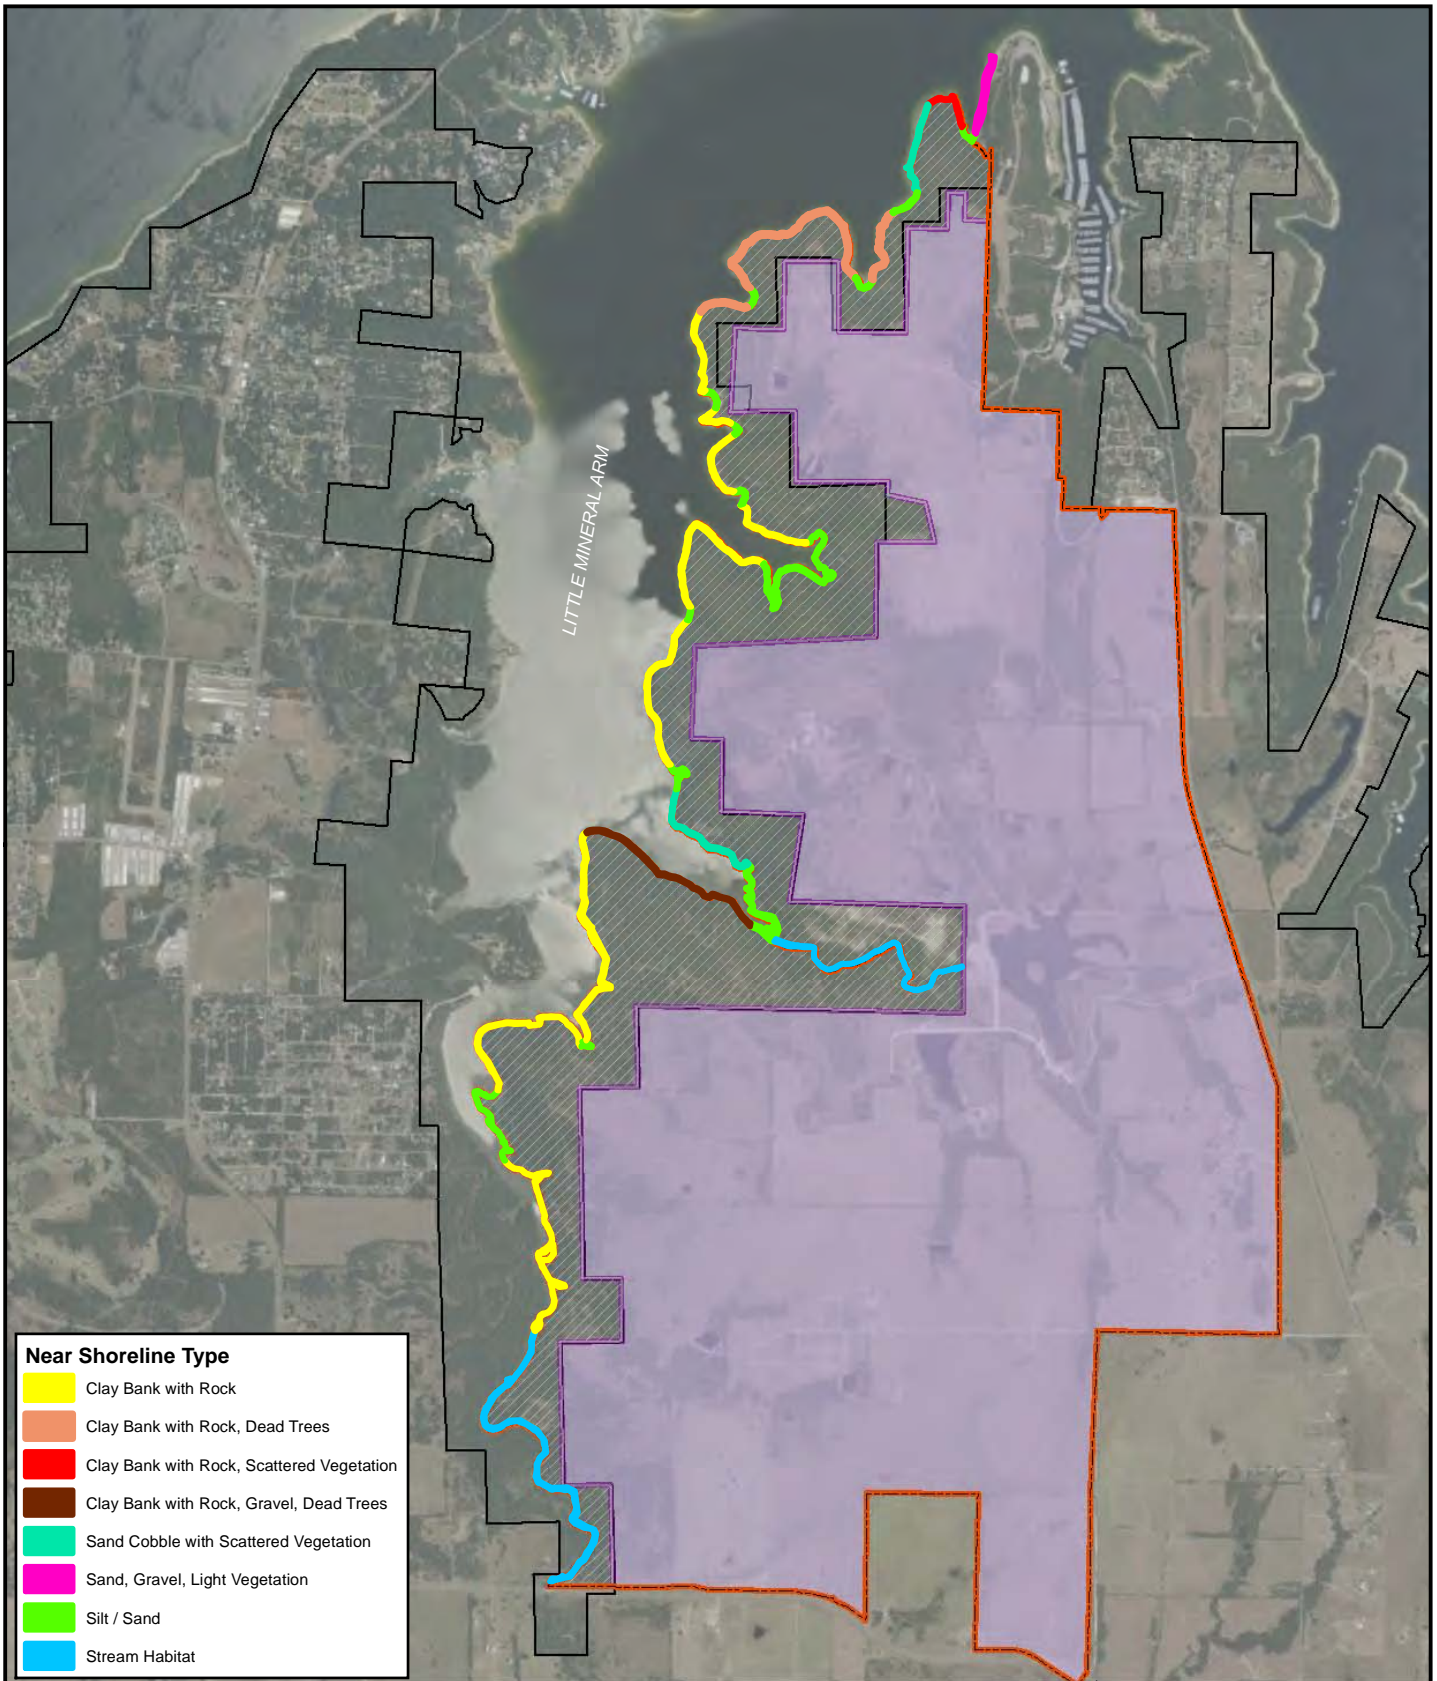 LITTLE MINERAL ARM
Near Shoreline Type
Clay Bank with Rock
Clay Bank with Rock, Dead Trees
Clay Bank with Rock, Scattered Vegetation
Clay Bank with Rock, Gravel, Dead Trees
Sand Cobble with Scattered Vegetation
Sand, Gravel, Light Vegetation
Silt / Sand
Stream Habitat